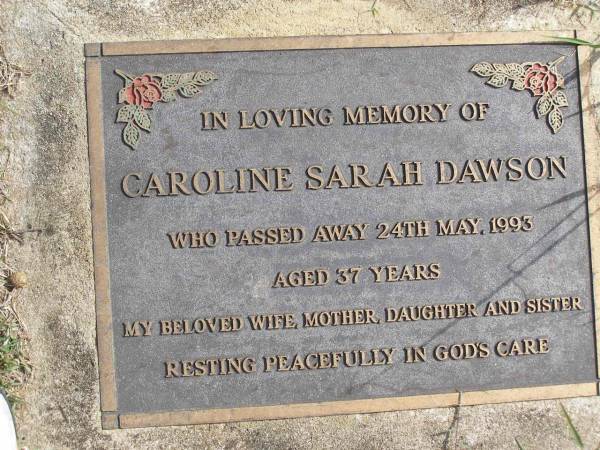 IN LOVING MEMORY OF
CAROLINE SARAH DAWSON
WHO PASSED AWAY 24TH MAY, 1993
AGED 37 YEARS
MY BELOVED WIFE, MOTHER, DAUGHTER AND SISTER
RESTING PEACEFULLY IN GOD'S CARE